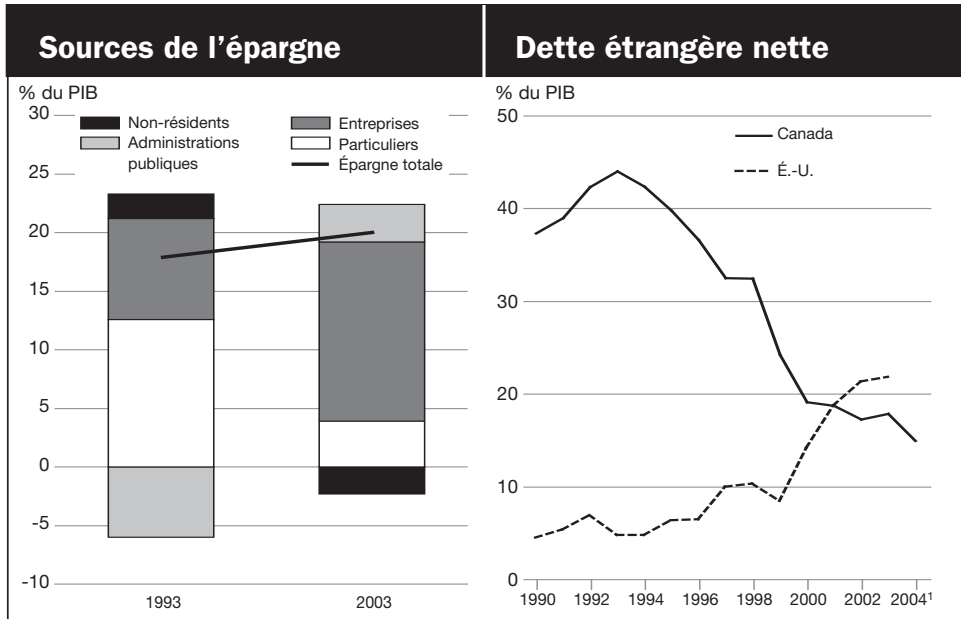 Sources de l'épargne
% du PIB
30
25
20
15
10
5
0
-5
-10
Non-résidents
Administrations
publiques
Entreprises
Particuliers
Épargne totale
1993
2003
Dette étrangère nette
% du PIB
50
40
30
20
10
0
Canada
É.-U.
1990 1992 1994 1996 1998 2000 2002 2004¹